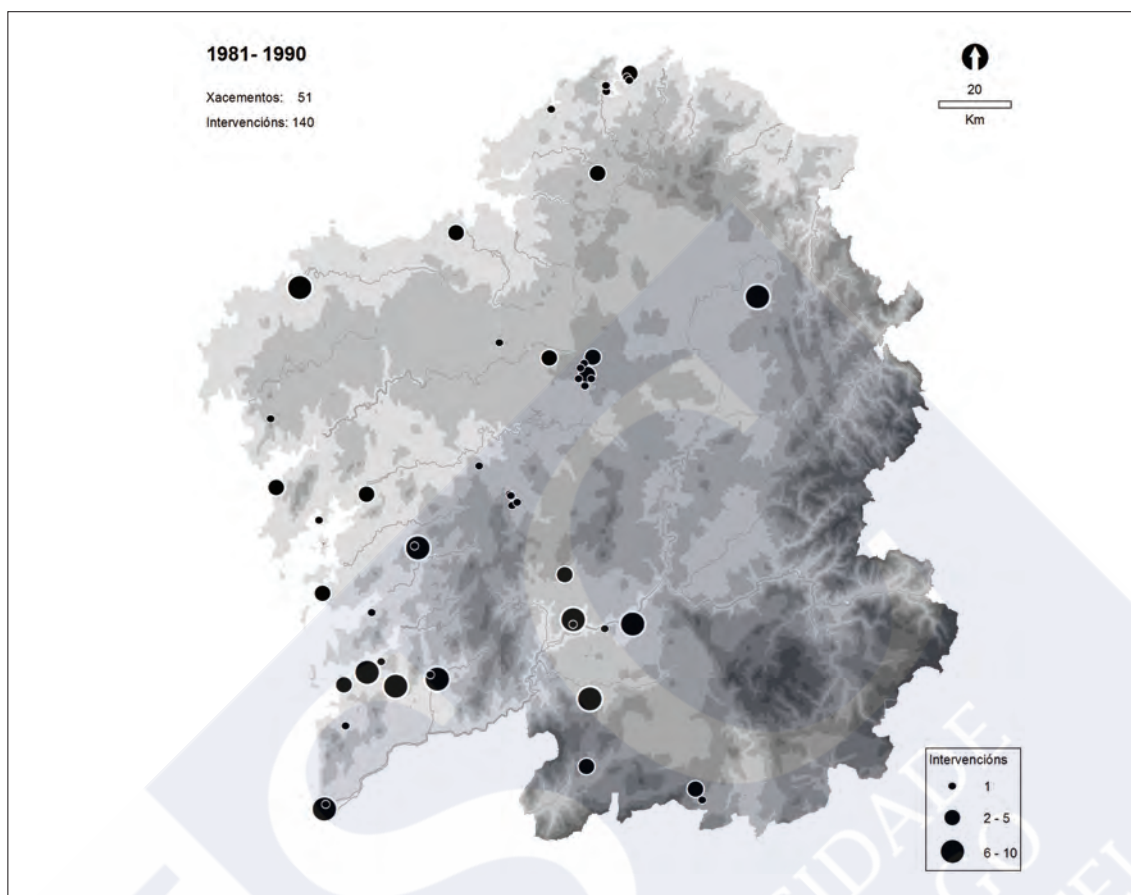 1981- 1990
Xacementos: 51
Intervencións: 140
20
Km
Intervencións
1
2 - 5
6 - 10